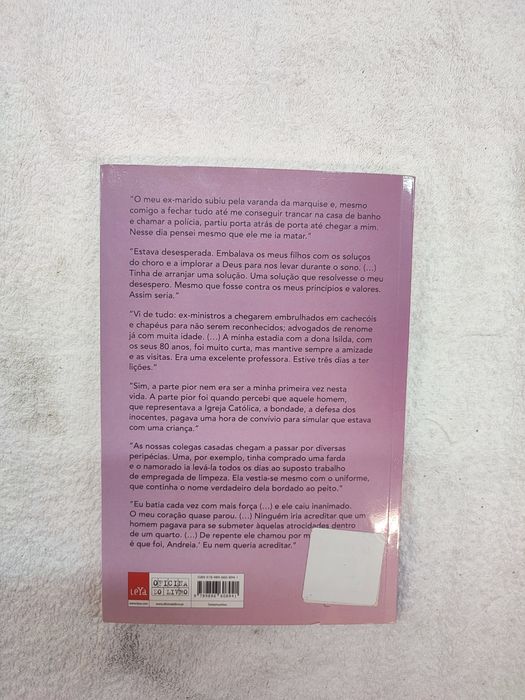 "O meu ex-marido subiu pela varanda da marquise e, mesmo
comigo a fechar tudo até me conseguir trancar na casa de banho
e chamar a polícia, partiu porta atrás de porta até chegar a mim.
Nesse dia pensei mesmo que ele me ia matar."
"Estava desesperada. Embalava os meus filhos com os soluços
do choro e a implorar a Deus para nos levar durante o sono. (...)
Tinha de arranjar uma solução. Uma solução que resolvesse o meu
desespero. Mesmo que fosse contra os meus princípios e valores.
Assim seria."
"Vi de tudo: ex-ministros a chegarem embrulhados em cachecóis
e chapéus para não serem reconhecidos; advogados de renome
já com muita idade. (...) A minha estadia com a dona Isilda, com
os seus 80 anos, foi muito curta, mas mantive sempre a amizade
e as visitas. Era uma excelente professora. Estive três dias a ter
lições."
"Sim, a parte pior nem era ser a minha primeira vez nesta
vida. A parte pior foi quando percebi que aquele homem,
que representava a Igreja Católica, a bondade, a defesa dos
inocentes, pagava uma hora de convívio para simular que estava
com uma criança."
"As nossas colegas casadas chegam a passar por diversas
peripécias. Uma, por exemplo, tinha comprado uma farda
e o namorado ia levá-la todos os dias ao suposto trabalho
de empregada de limpeza. Ela vestia-se mesmo com o uniforme,
que continha o nome verdadeiro dela bordado ao peito."
"Eu batia cada vez com mais força (...) e ele caiu inanimado.
O meu coração quase parou. (...) Ninguém iria acreditar que um
homem pagava para se submeter àquelas atrocidades dentro
de um quarto. (...) De repente ele chamou por m
é que foi, Andreia.' Eu nem queria acreditar."
LEYA
OFICINA
DO LIVRO